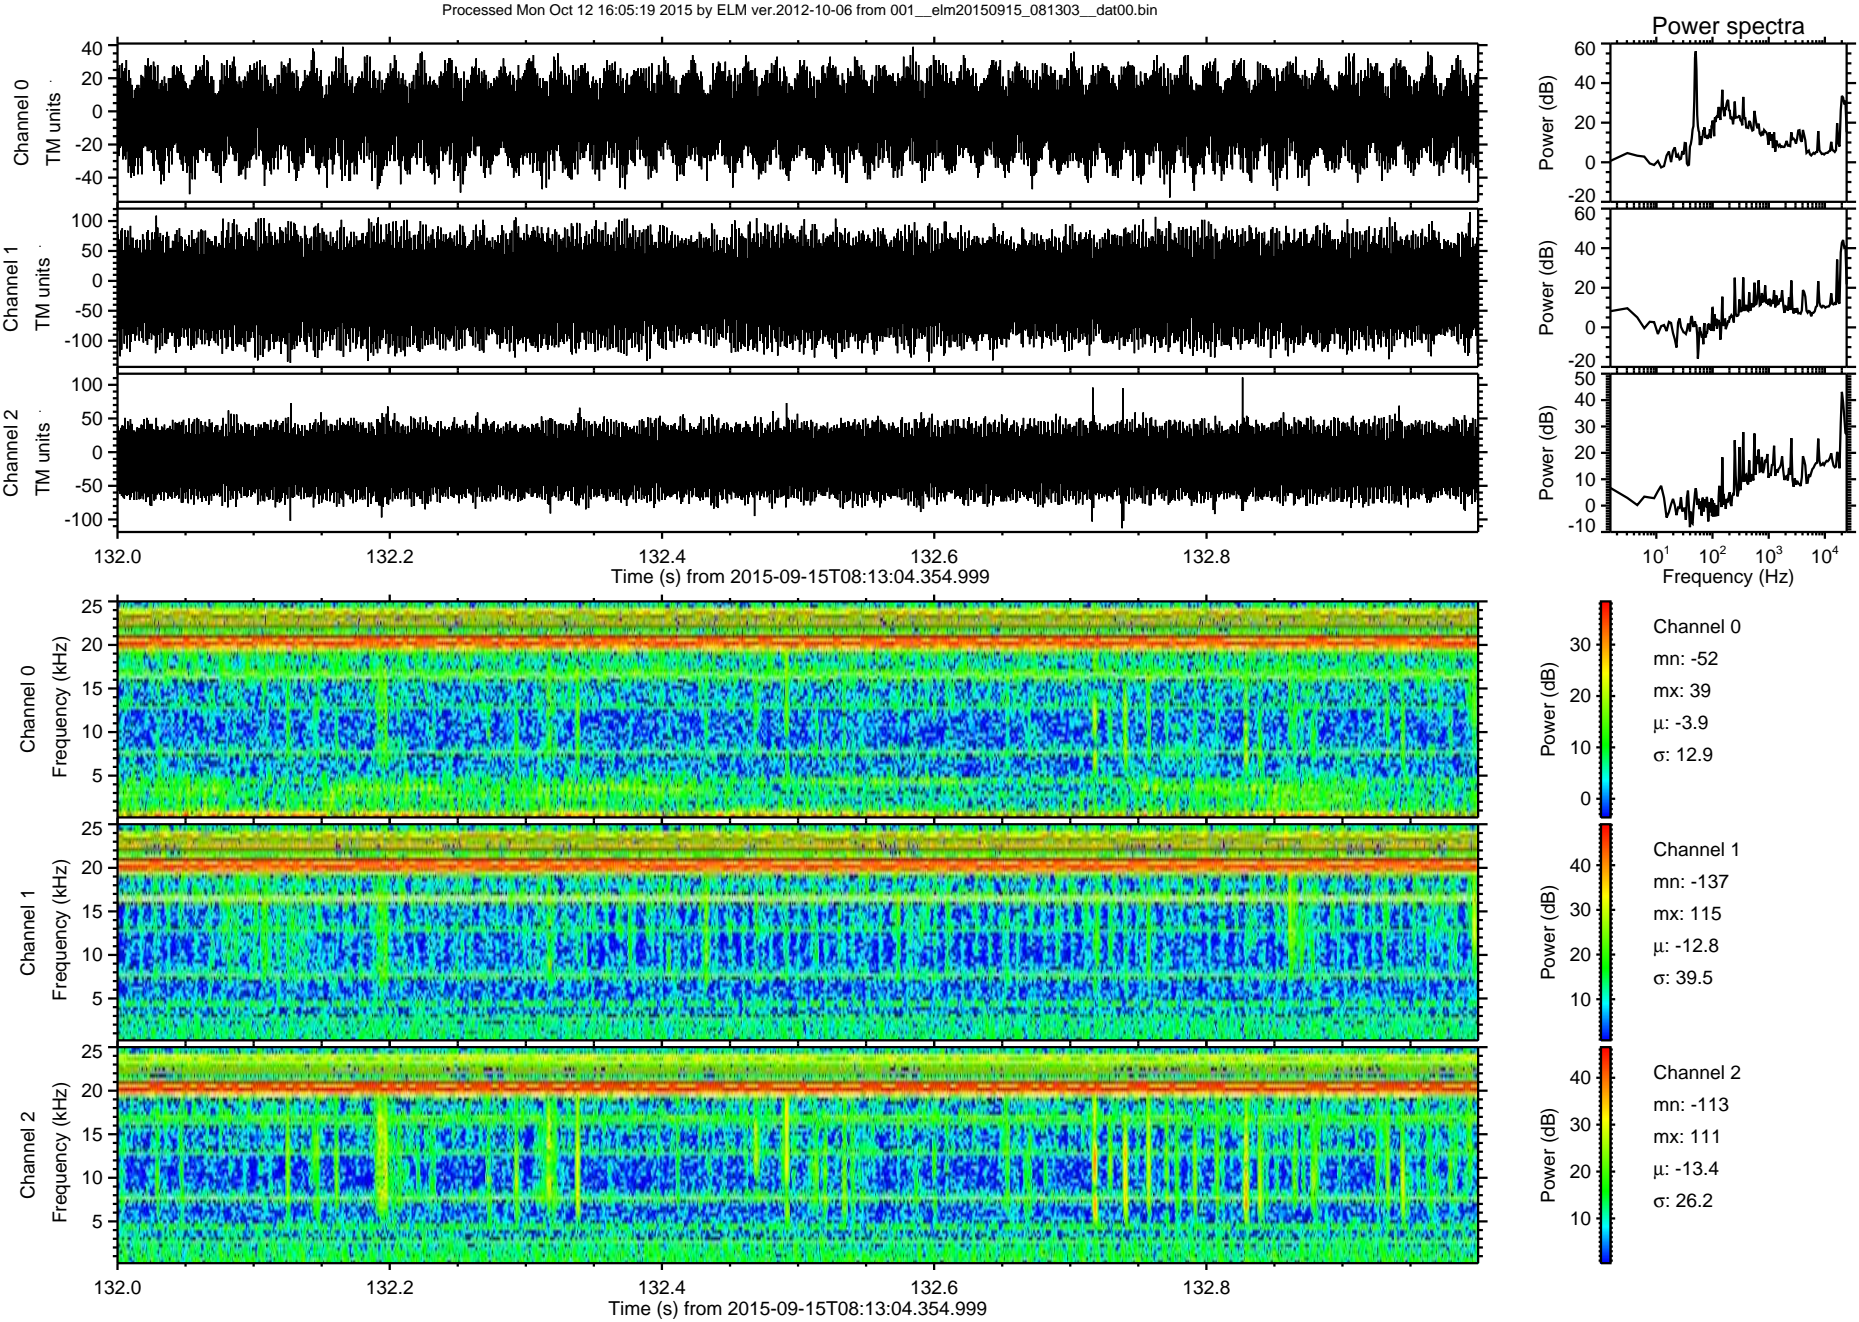 Processed Mon Oct 12 16:05:19 2015 by ELM ver.2012-10-06 from 001__elm20150915_081303__dat00.bin
Power spectra
Channel 0
TM units
40
20
0
-20
-40
Power (dB)
60
40
20
0
-20
Channel 1
TM units
100
50
0
-50
-100
Power (dB)
60
40
20
0
-20
Channel 2
TM units
100
50
0
-50
-100
Power (dB)
50
40
30
20
10
0
-10
132.0 132.2 132.4 132.6 132.8
Time (s) from 2015-09-15T08:13:04.354.999
10¹ 10² 10³ 10⁴
Frequency (Hz)
Channel 0
Frequency (kHz)
25
20
15
10
5
Power (dB)
30
20
10
0
Channel 0
mn: -52
mx: 39
μ: -3.9
σ: 12.9
Channel 1
Frequency (kHz)
25
20
15
10
5
Power (dB)
40
30
20
10
Channel 1
mn: -137
mx: 115
μ: -12.8
σ: 39.5
Channel 2
Frequency (kHz)
25
20
15
10
5
Power (dB)
40
30
20
10
Channel 2
mn: -113
mx: 111
μ: -13.4
σ: 26.2
132.0 132.2 132.4 132.6 132.8
Time (s) from 2015-09-15T08:13:04.354.999